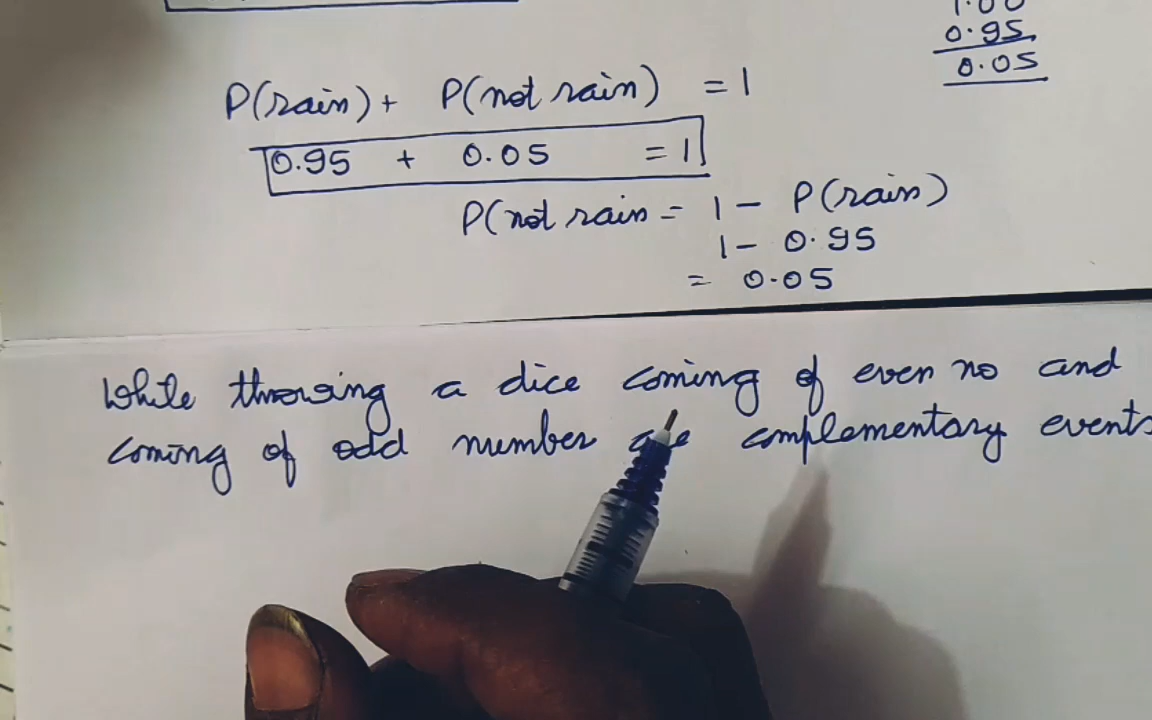 1.00
0.95
0.05
P(rain) + P(not rain) = 1
0.95 + 0.05 = 1
P(not rain = 1 - P(rain)
1 - 0.95
= 0.05
While throwing a dice coming of even no and
coming of odd number are complementary events